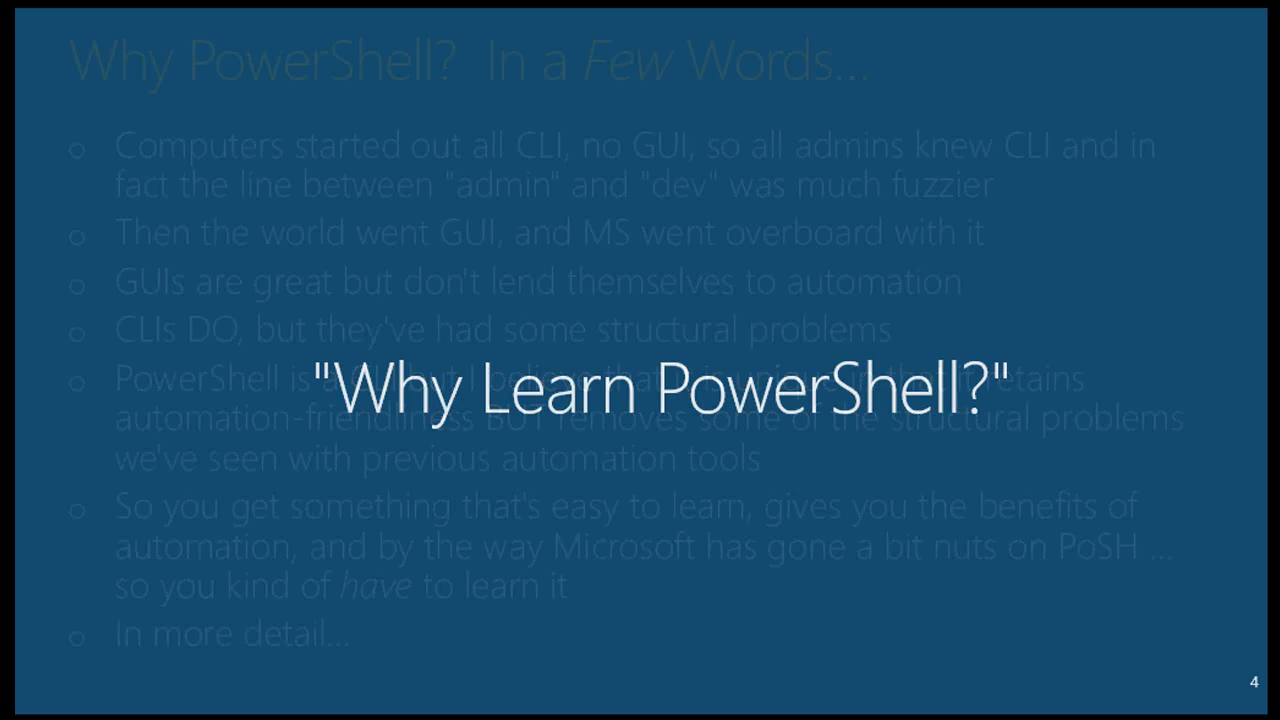 Why PowerShell? In a Few Words...
o Computers started out all CLI, no GUI, so all admins knew CLI and in
fact the line between "admin" and "dev" was much fuzzier
o Then the world went GUI, and MS went overboard with it
o GUIs are great but don't lend themselves to automation
o CLIs DO, but they've had some structural problems
"Why Learn PowerShell?"
o PowerShell is retains
automation-friendliness BUT removes some of the structural problems
we've seen with previous automation tools
o So you get something that's easy to learn, gives you the benefits of
automation, and by the way Microsoft has gone a bit nuts on PoSH ...
so you kind of have to learn it
o In more detail...
4